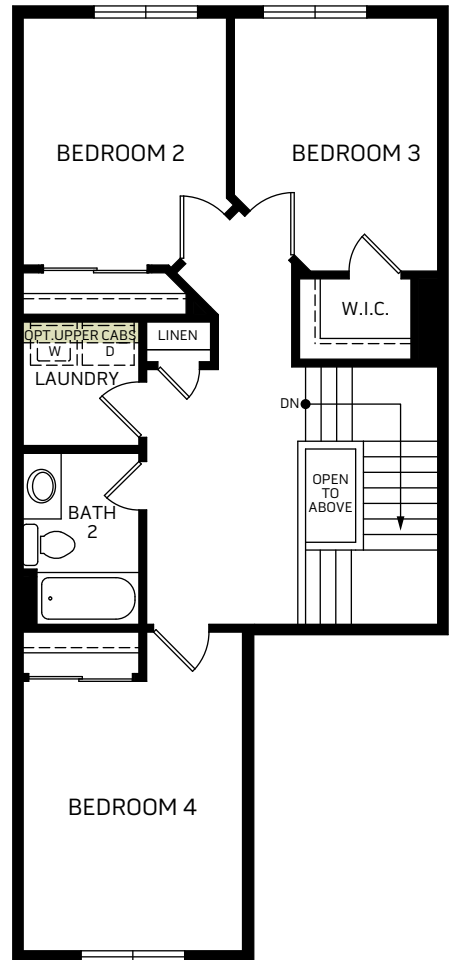 BEDROOM 2
BEDROOM 3
W.I.C.
OPT.UPPER CABS
LINEN
W
D
LAUNDRY
DN
OPEN
TO
ABOVE
BATH
2
BEDROOM 4